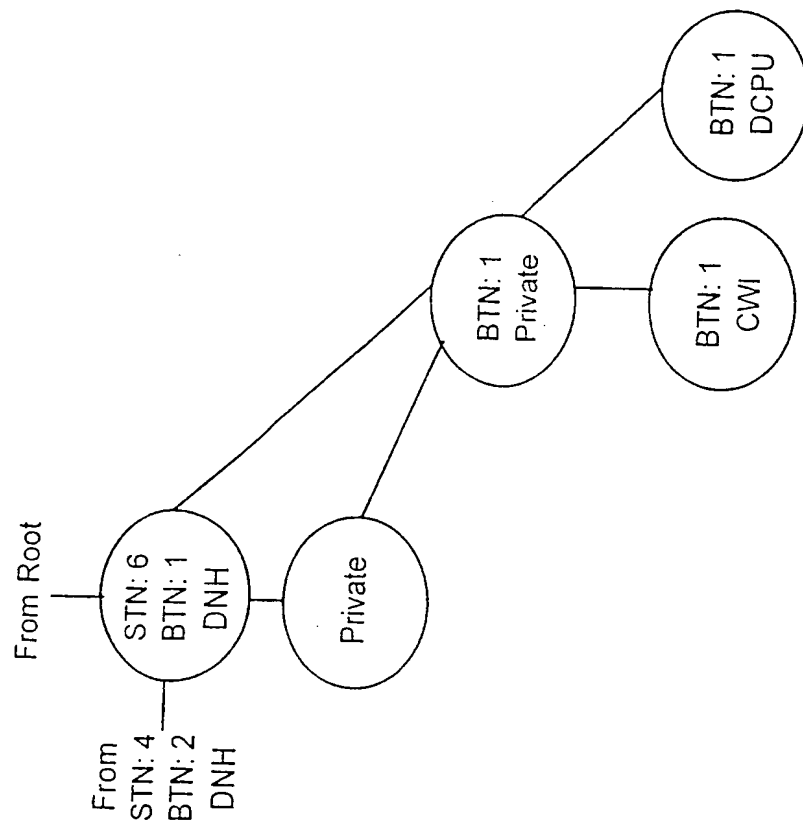 From Root
From
STN: 4
BTN: 2
DNH
STN: 6
BTN: 1
DNH
Private
BTN: 1
Private
BTN: 1
CWI
BTN: 1
DCPU